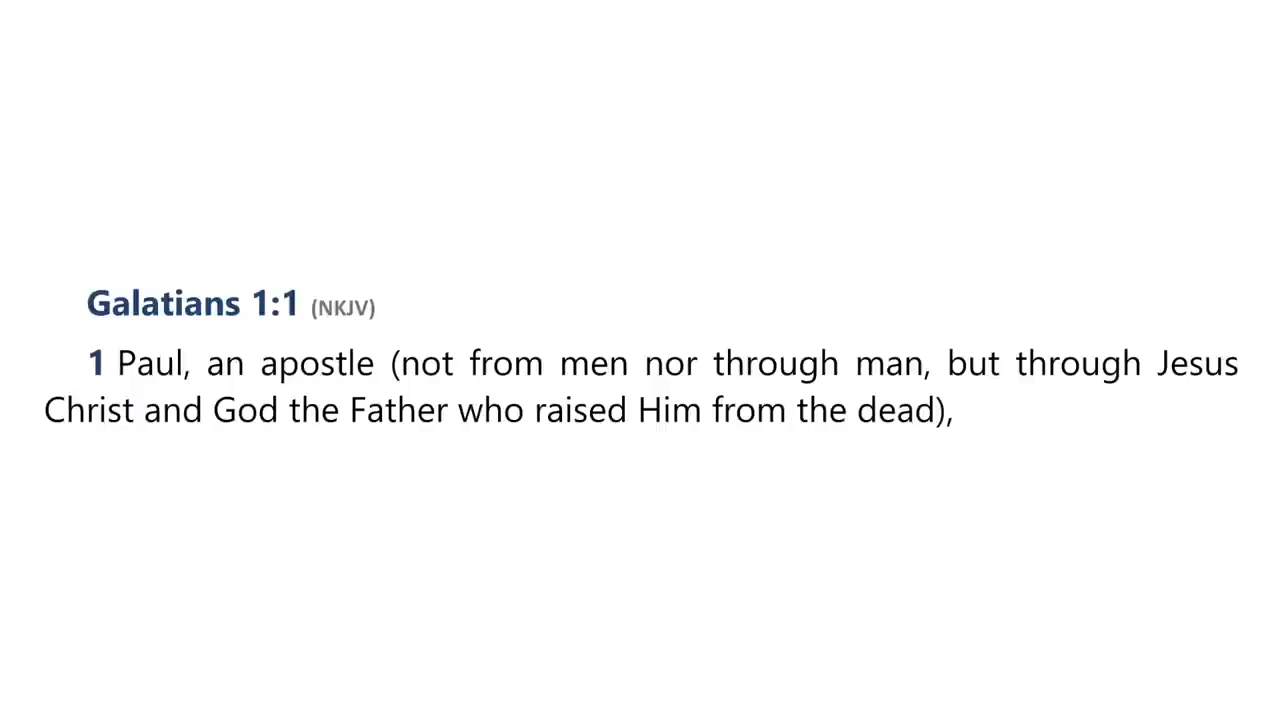 Galatians 1:1 (NKJV)
1 Paul, an apostle (not from men nor through man, but through Jesus
Christ and God the Father who raised Him from the dead),